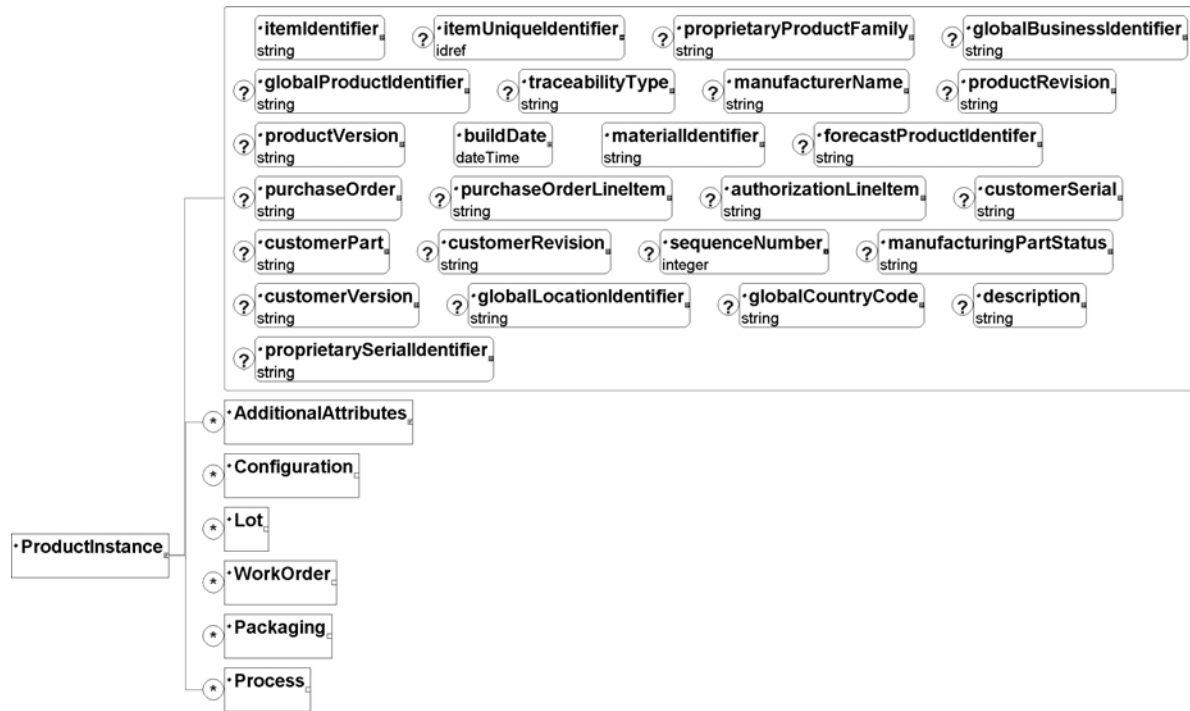 itemIdentifier ? itemUniqueIdentifier ? proprietaryProductFamily ? globalBusinessIdentifier
string idref string string
? globalProductIdentifier ? traceabilityType ? manufacturerName ? productRevision
string string string string
? productVersion buildDate materialIdentifier ? forecastProductIdentifer
string dateTime string string
? purchaseOrder ? purchaseOrderLineItem ? authorizationLineItem ? customerSerial
string string string string
? customerPart ? customerRevision ? sequenceNumber ? manufacturingPartStatus
string string integer string
? customerVersion ? globalLocationIdentifier ? globalCountryCode ? description
string string string string
? proprietarySerialIdentifier
string
* AdditionalAttributes
* Configuration
* Lot
ProductInstance
* WorkOrder
* Packaging
* Process